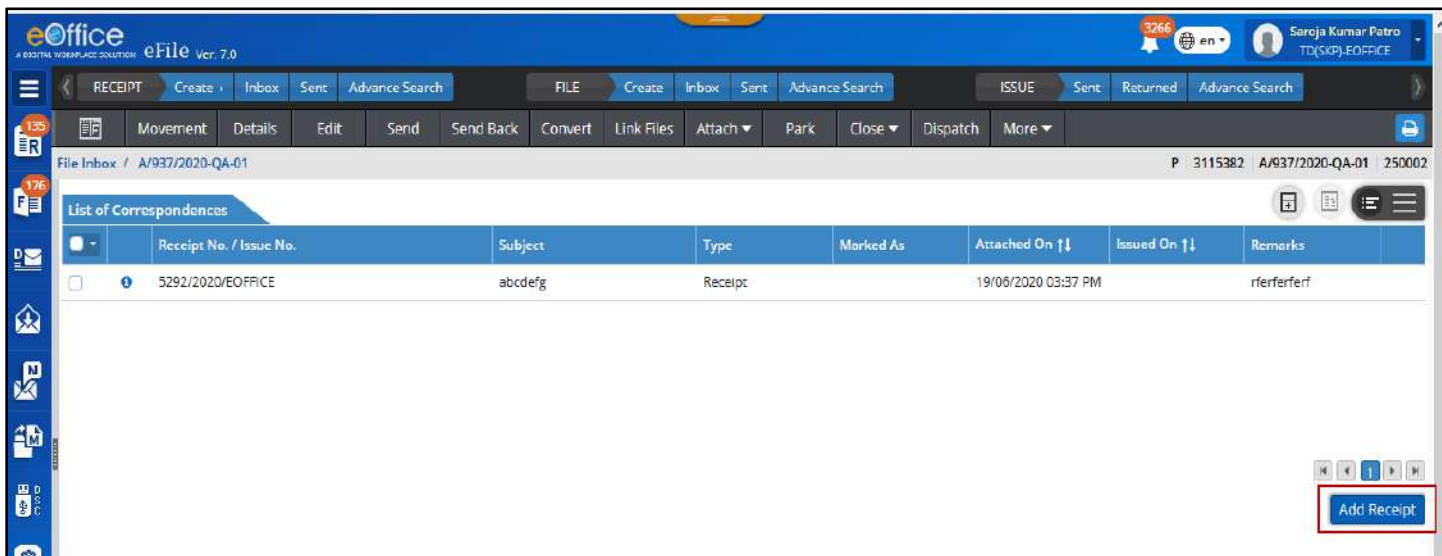 eOffice
A DIGITAL WORKPLACE SOLUTION eFile Ver. 7.0
3266 en Saroja Kumar Patro
TD(SKP)-EOFFICE
RECEIPT Create Inbox Sent Advance Search FILE Create Inbox Sent Advance Search ISSUE Sent Returned Advance Search
135 R Movement Details Edit Send Send Back Convert Link Files Attach Park Close Dispatch More
File Inbox / A/937/2020-QA-01 P 3115382 A/937/2020-QA-01 250002
176 F
List of Correspondences
Receipt No. / Issue No. Subject Type Marked As Attached On Issued On Remarks
D
5292/2020/EOFFICE abcdefg Receipt 19/06/2020 03:37 PM rferferferf
N
M
1
DSC
Add Receipt